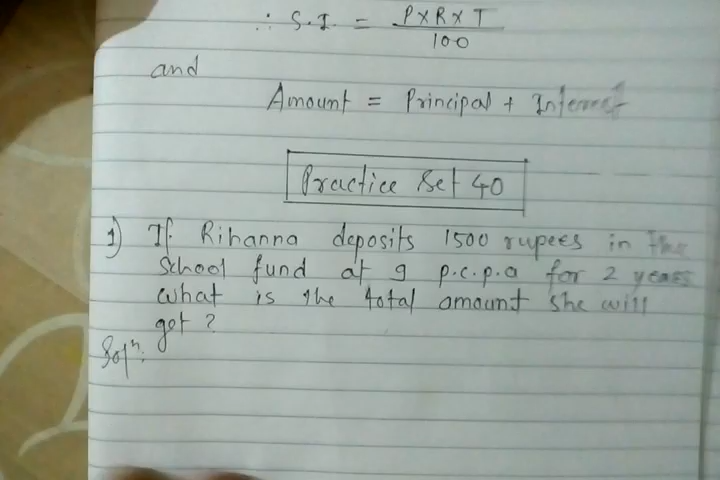 ∴ S.I. = P×R×T
100
and
Amount = Principal + Interest
Practice Set 40
1) If Rihanna deposits 1500 rupees in the
School fund at 9 p.c.p.a for 2 years
what is the total amount she will
get ?
Solⁿ: